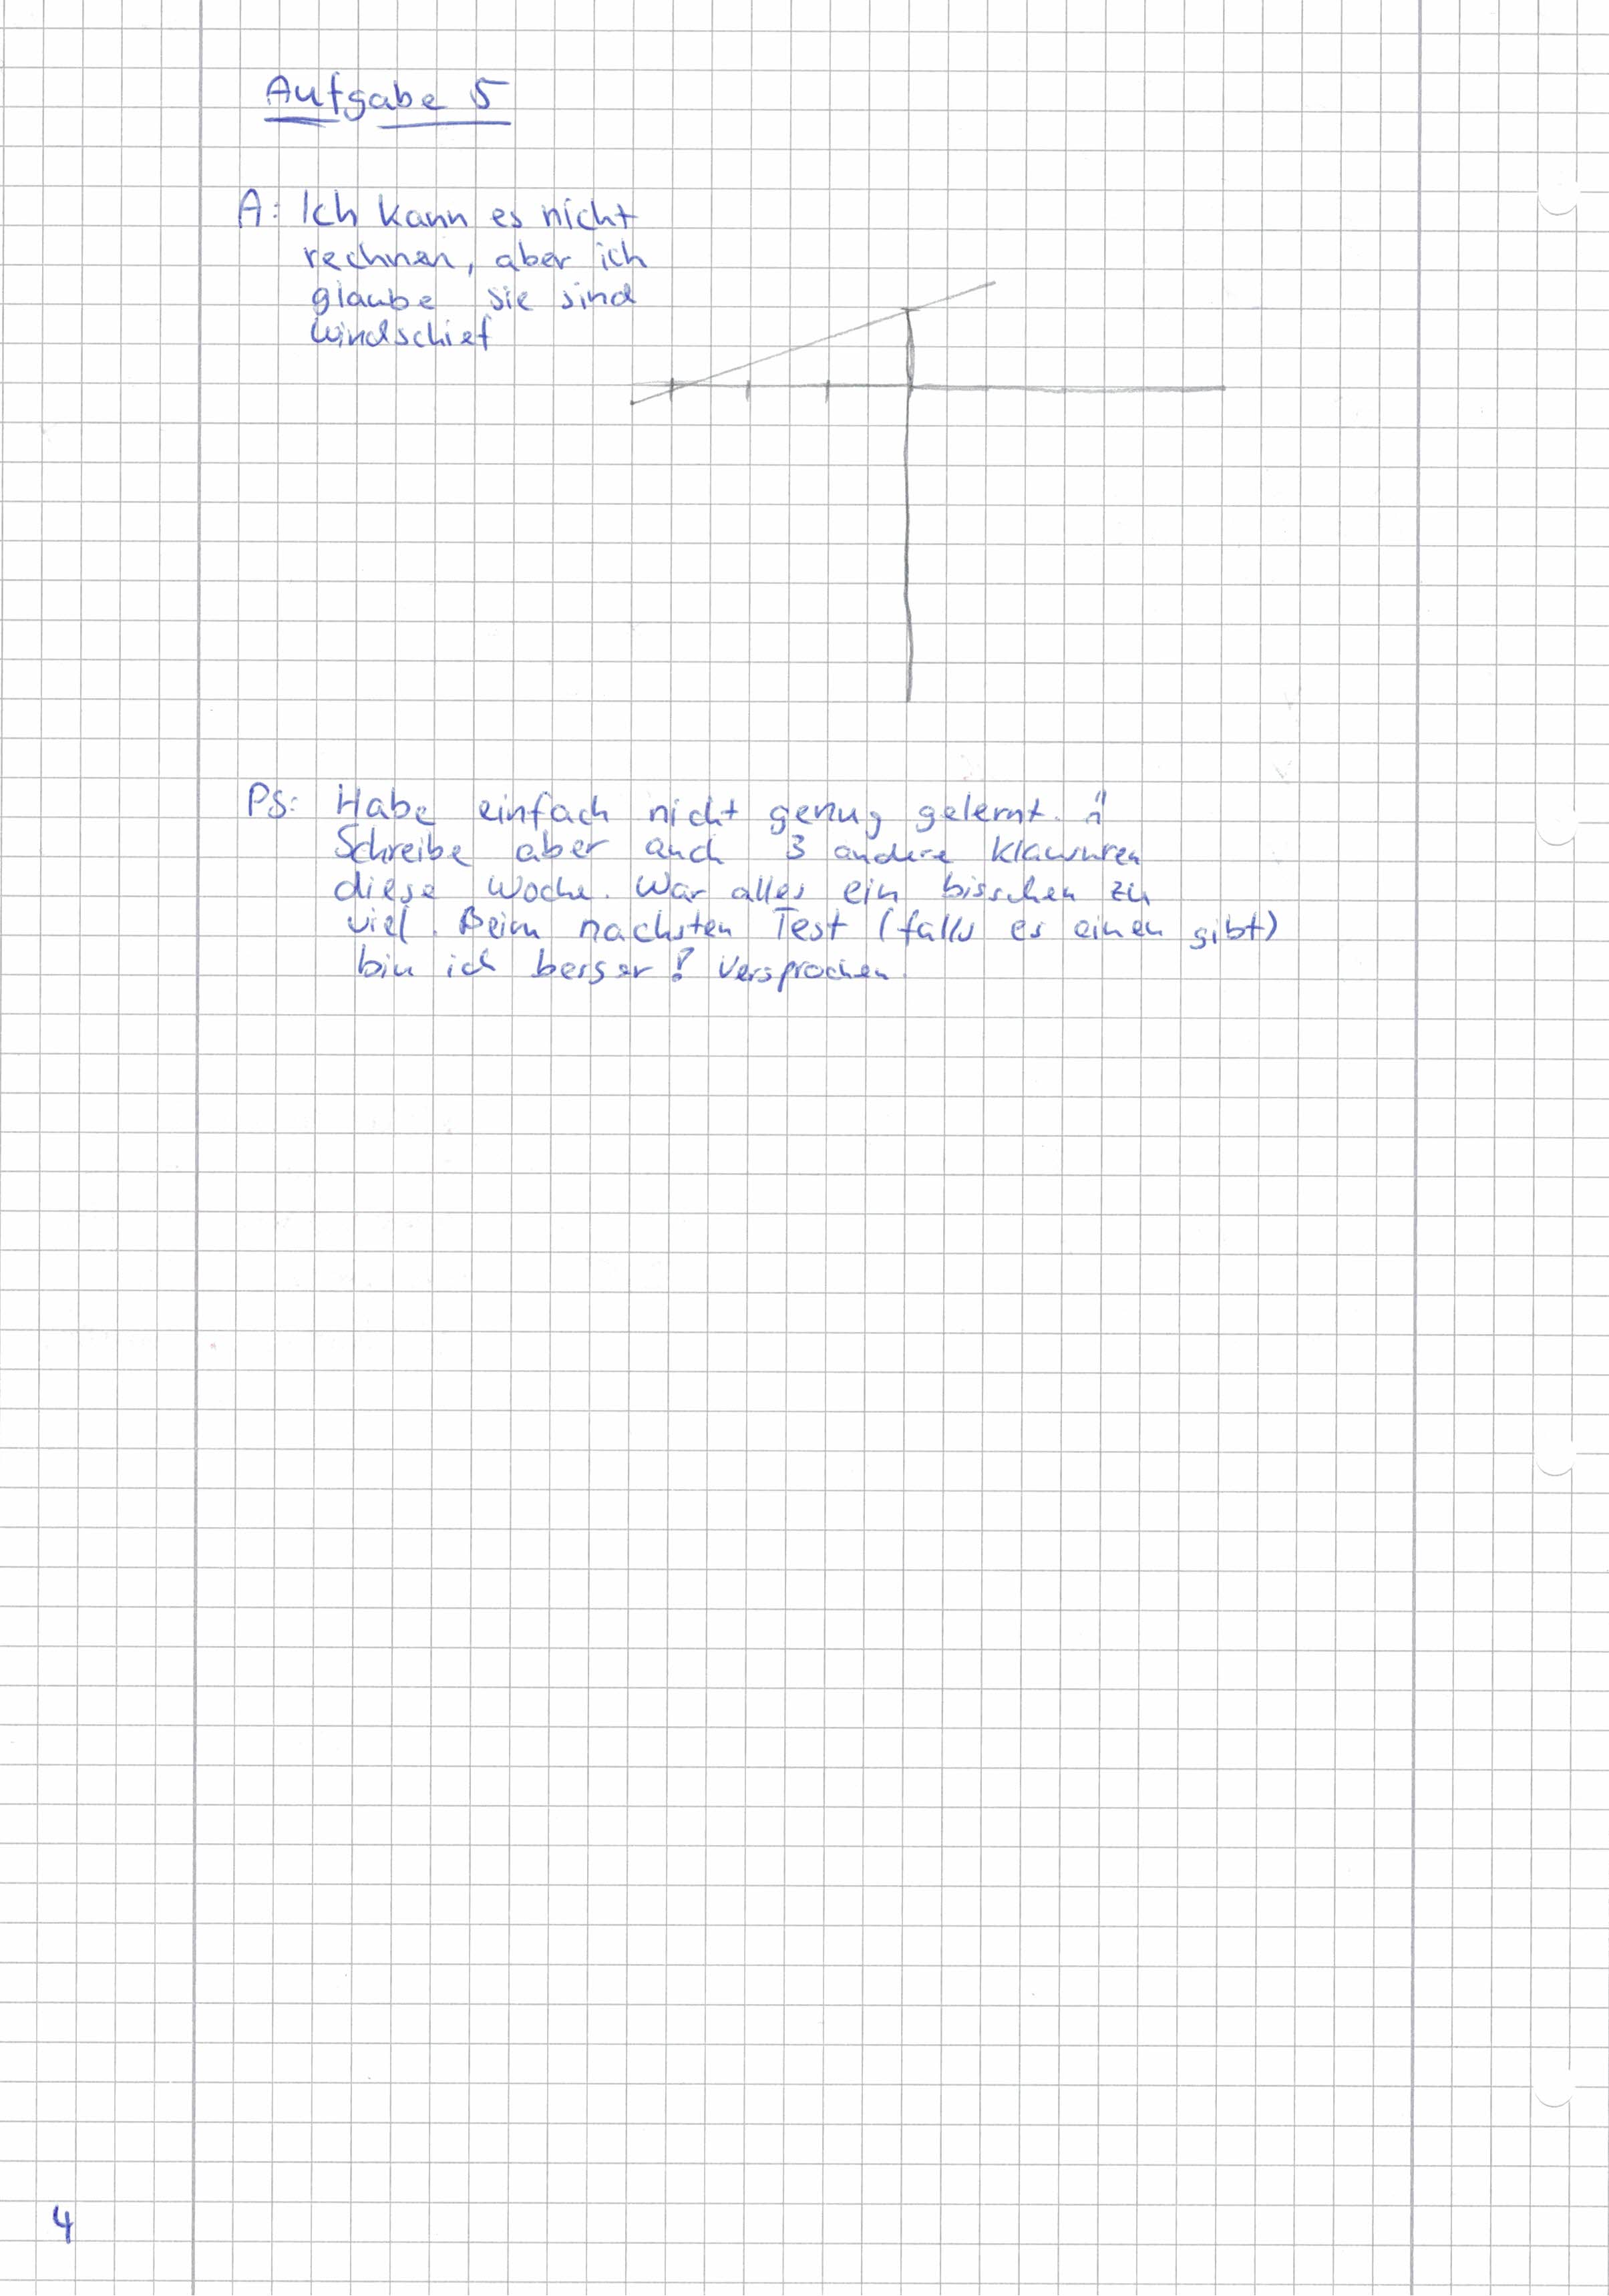 Aufgabe 5
A: Ich kann es nicht
rechnen, aber ich
glaube sie sind
windschief
PS: Habe einfach nicht genug gelernt.
Schreibe aber auch 3 andere Klawuren
diese Woche. War alles ein bisschen zu
viel. Beim nachsten Test (falls es einen gibt)
bin ich besser! Versprochen.
4